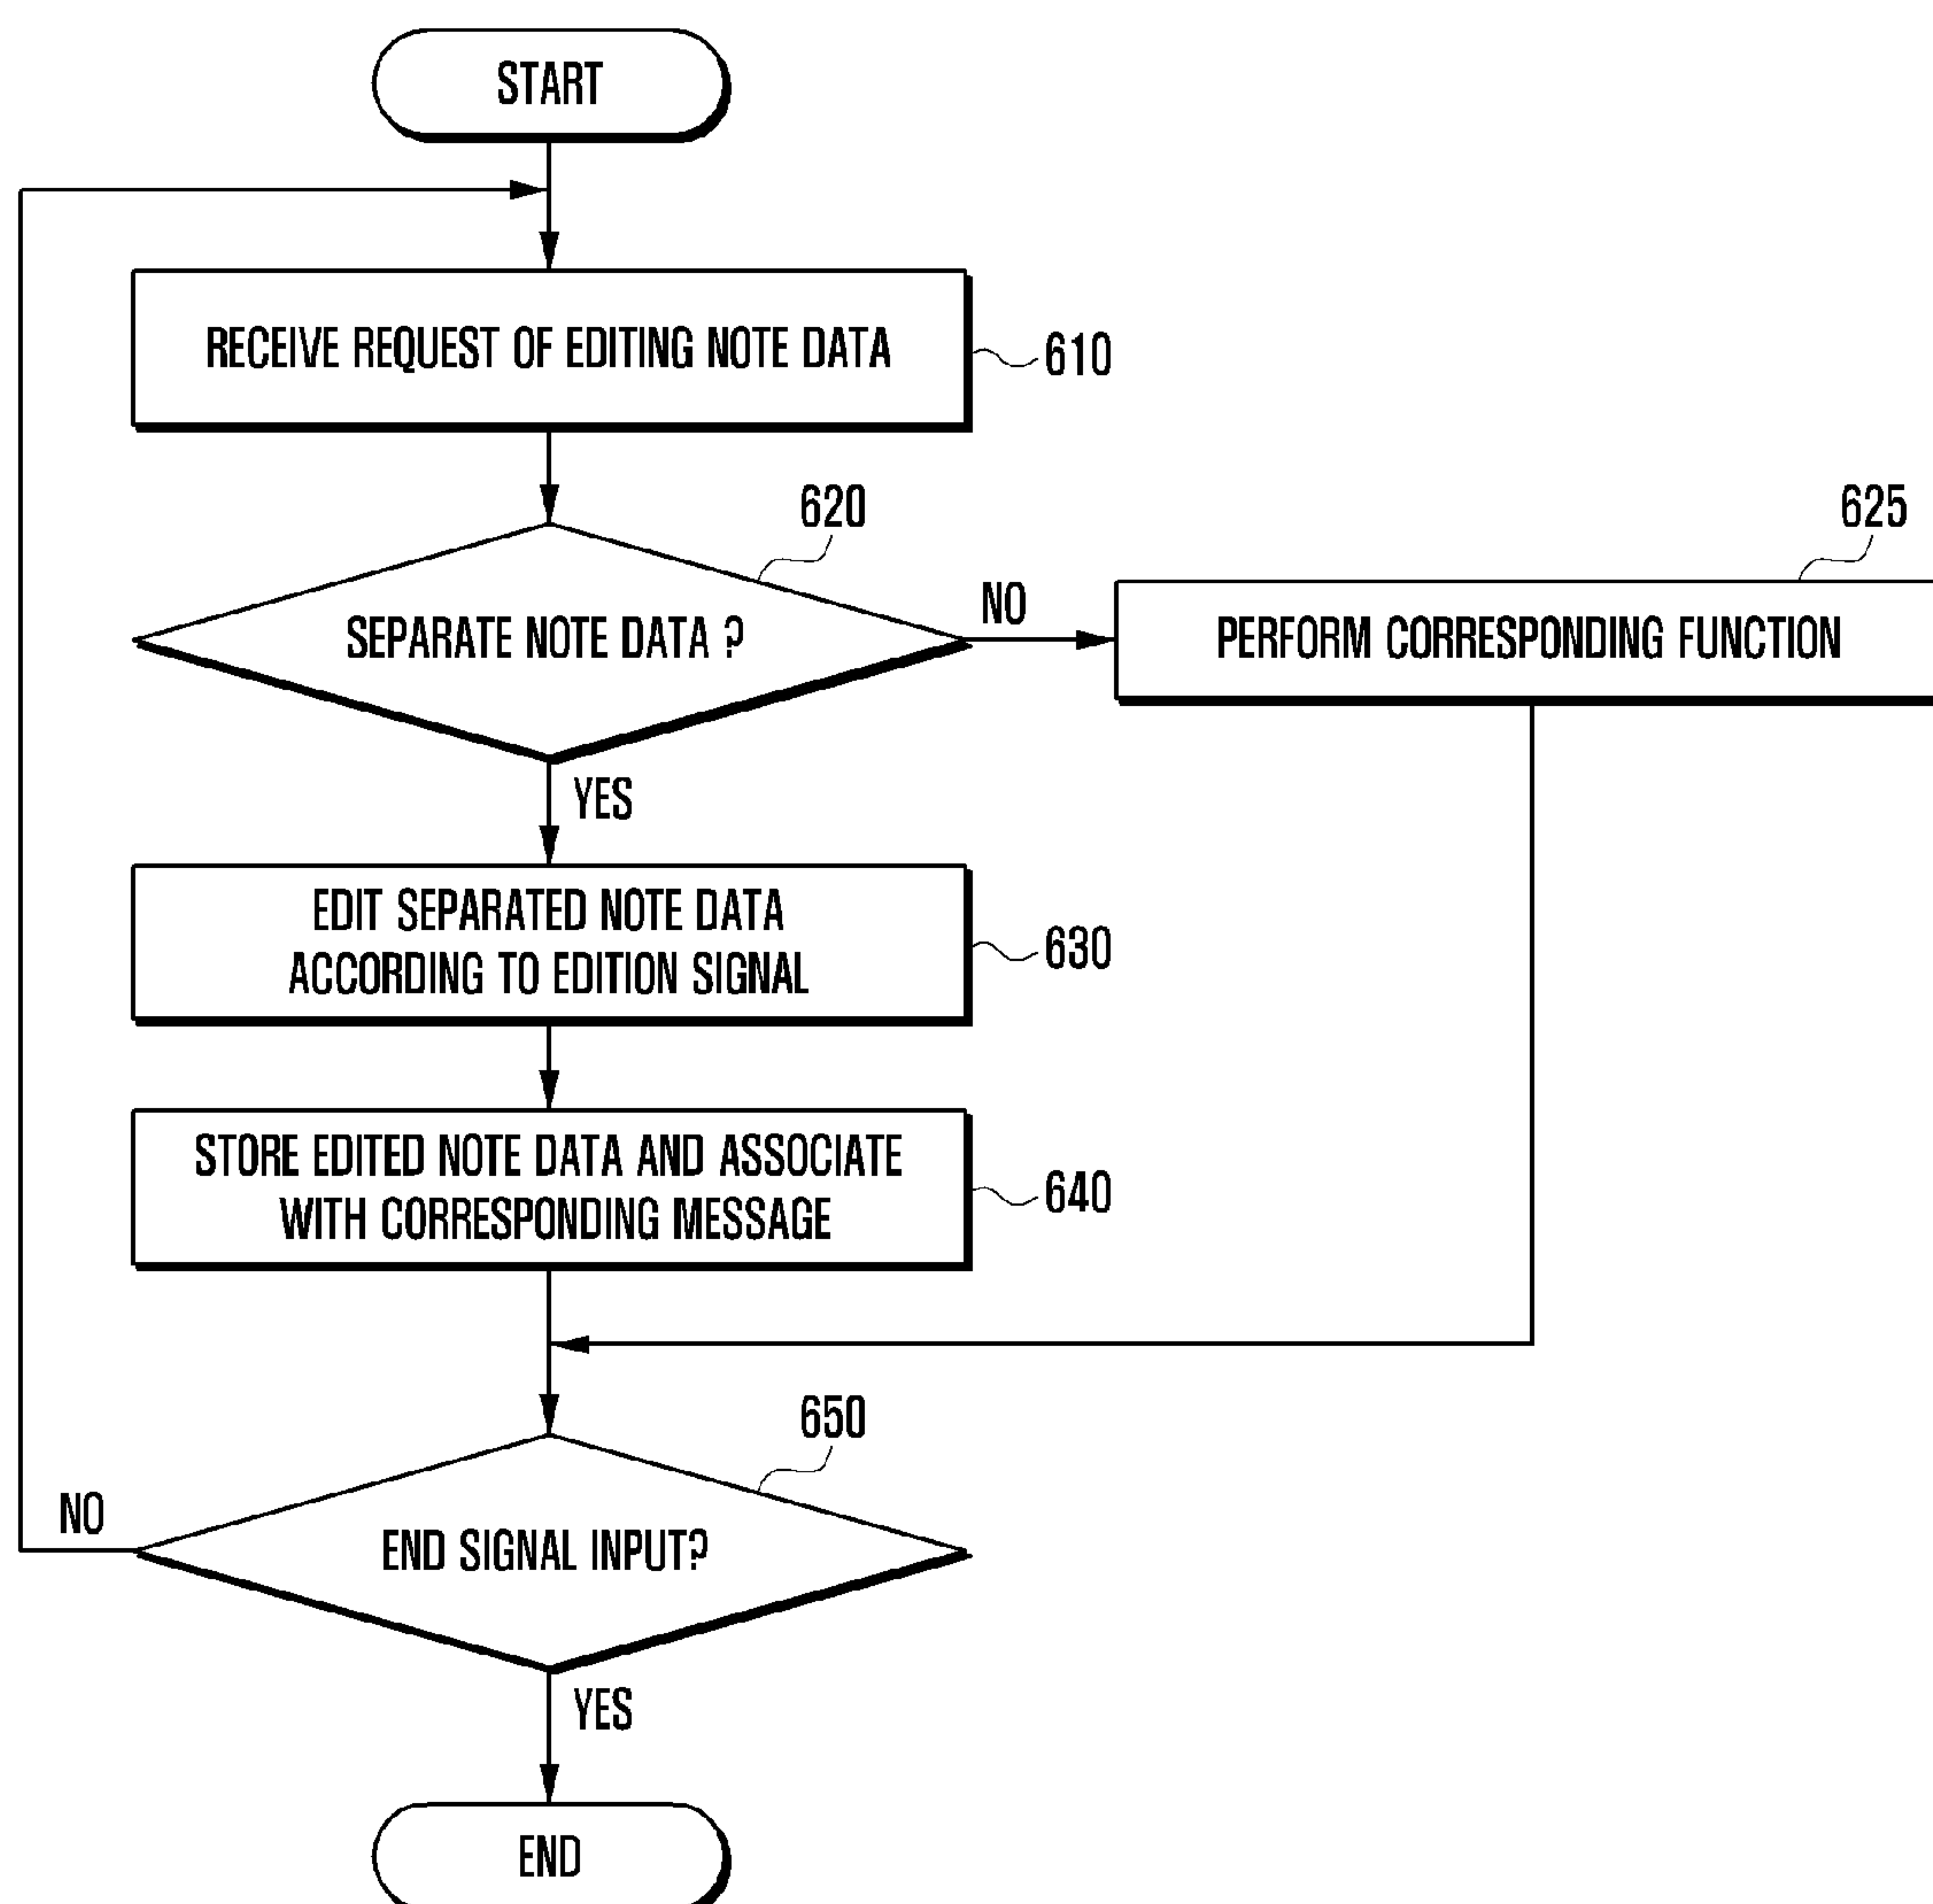 START
RECEIVE REQUEST OF EDITING NOTE DATA
610
620
SEPARATE NOTE DATA ?
NO
625
PERFORM CORRESPONDING FUNCTION
YES
EDIT SEPARATED NOTE DATA
ACCORDING TO EDITION SIGNAL
630
STORE EDITED NOTE DATA AND ASSOCIATE
WITH CORRESPONDING MESSAGE
640
650
END SIGNAL INPUT?
NO
YES
END